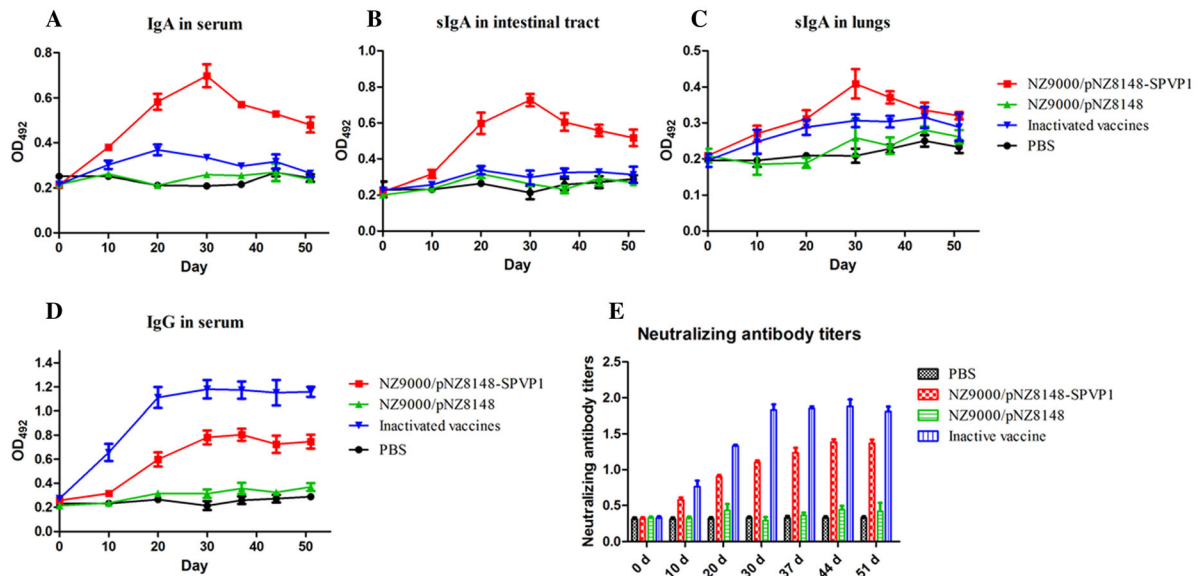 A
IgA in serum
OD492
0.8
0.6
0.4
0.2
0.0
0 10 20 30 40 50
Day
B
sIgA in intestinal tract
OD492
1.0
0.8
0.6
0.4
0.2
0.0
0 10 20 30 40 50
Day
C
sIgA in lungs
OD492
0.5
0.4
0.3
0.2
0.1
0.0
0 10 20 30 40 50
Day
NZ9000/pNZ8148-SPVP1
NZ9000/pNZ8148
Inactivated vaccines
PBS
D
IgG in serum
OD492
1.4
1.2
1.0
0.8
0.6
0.4
0.2
0.0
0 10 20 30 40 50
Day
NZ9000/pNZ8148-SPVP1
NZ9000/pNZ8148
Inactivated vaccines
PBS
E
Neutralizing antibody titers
Neutralizing antibody titers
2.5
2.0
1.5
1.0
0.5
0.0
0 d 10 d 20 d 30 d 37 d 44 d 51 d
PBS
NZ9000/pNZ8148-SPVP1
NZ9000/pNZ8148
Inactive vaccine